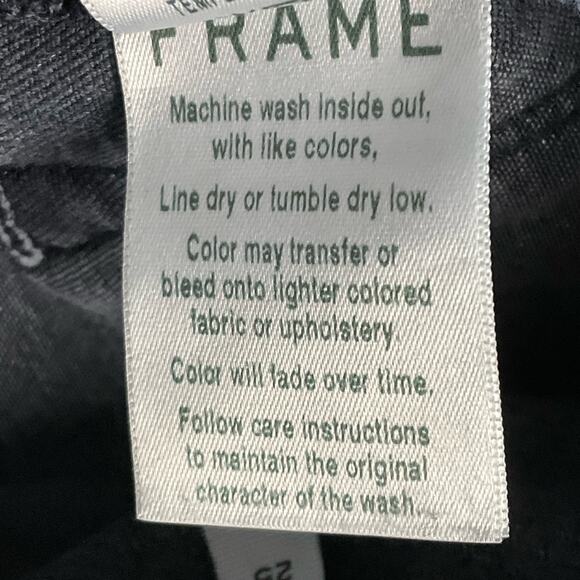 TEMP
FRAME
Machine wash inside out,
with like colors,
Line dry or tumble dry low.
Color may transfer or
bleed onto lighter colored
fabric or upholstery.
Color will fade over time.
Follow care instructions
to maintain the original
character of the wash.
25